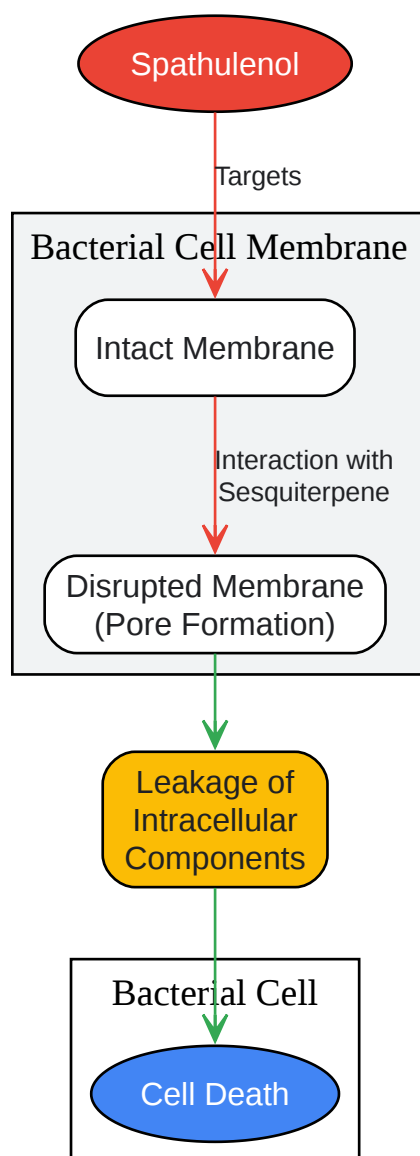 Spathulenol
Targets
Bacterial Cell Membrane
Intact Membrane
Interaction with
Sesquiterpene
Disrupted Membrane
(Pore Formation)
Leakage of
Intracellular
Components
Bacterial Cell
Cell Death